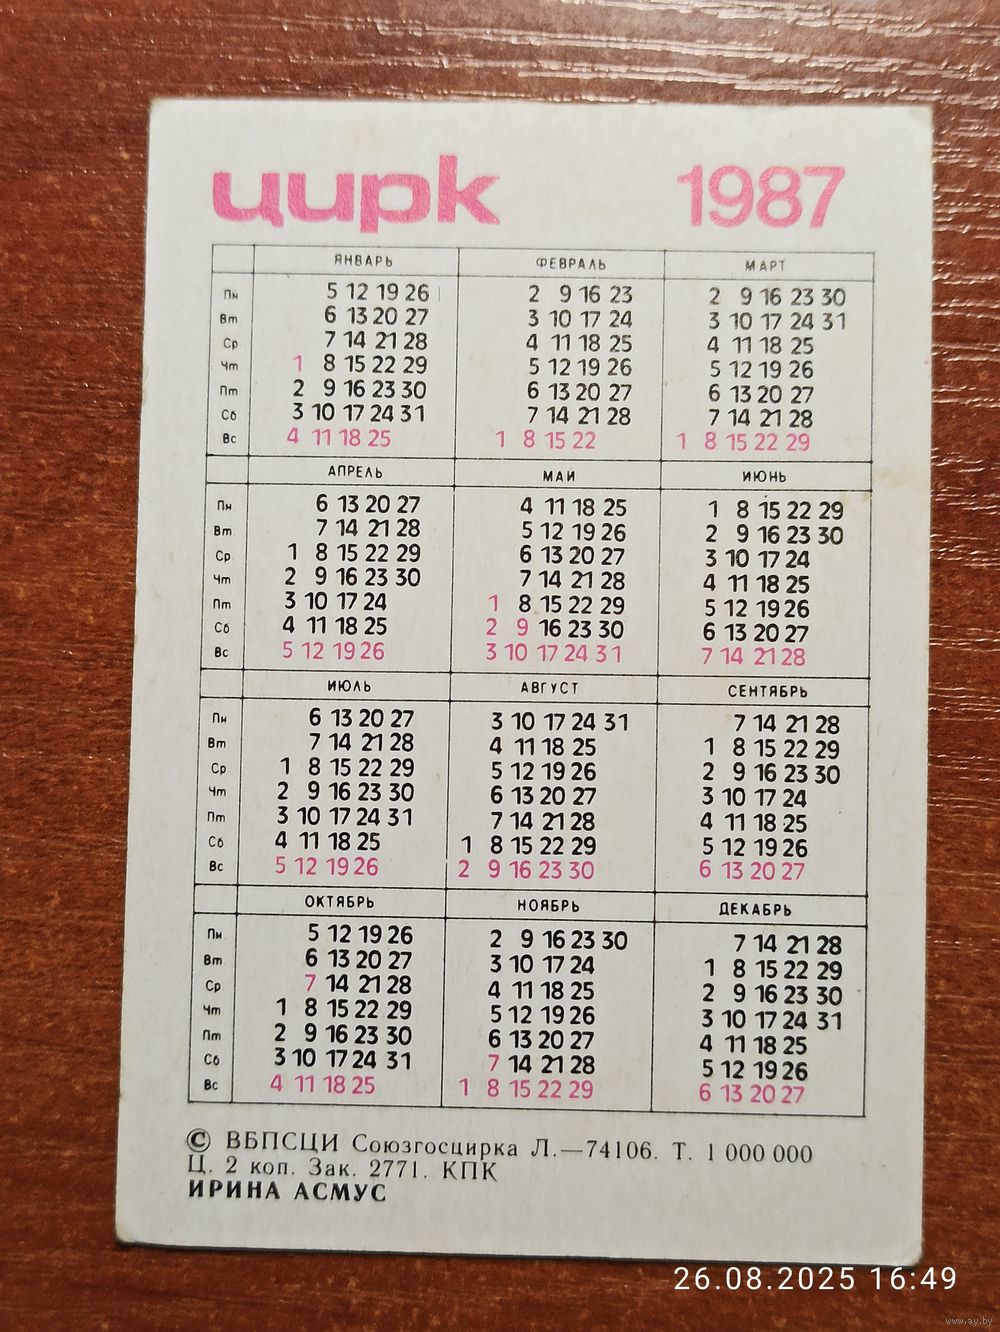 цирк 1987
ЯНВАРЬ ФЕВРАЛЬ МАРТ
Пн 5 12 19 26 2 9 16 23 2 9 16 23 30
Вт 6 13 20 27 3 10 17 24 3 10 17 24 31
Ср 7 14 21 28 4 11 18 25 4 11 18 25
Чт 1 8 15 22 29 5 12 19 26 5 12 19 26
Пт 2 9 16 23 30 6 13 20 27 6 13 20 27
Сб 3 10 17 24 31 7 14 21 28 7 14 21 28
Вс 4 11 18 25 1 8 15 22 1 8 15 22 29
АПРЕЛЬ МАЙ ИЮНЬ
Пн 6 13 20 27 4 11 18 25 1 8 15 22 29
Вт 7 14 21 28 5 12 19 26 2 9 16 23 30
Ср 1 8 15 22 29 6 13 20 27 3 10 17 24
Чт 2 9 16 23 30 7 14 21 28 4 11 18 25
Пт 3 10 17 24 1 8 15 22 29 5 12 19 26
Сб 4 11 18 25 2 9 16 23 30 6 13 20 27
Вс 5 12 19 26 3 10 17 24 31 7 14 21 28
ИЮЛЬ АВГУСТ СЕНТЯБРЬ
Пн 6 13 20 27 3 10 17 24 31 7 14 21 28
Вт 7 14 21 28 4 11 18 25 1 8 15 22 29
Ср 1 8 15 22 29 5 12 19 26 2 9 16 23 30
Чт 2 9 16 23 30 6 13 20 27 3 10 17 24
Пт 3 10 17 24 31 7 14 21 28 4 11 18 25
Сб 4 11 18 25 1 8 15 22 29 5 12 19 26
Вс 5 12 19 26 2 9 16 23 30 6 13 20 27
ОКТЯБРЬ НОЯБРЬ ДЕКАБРЬ
Пн 5 12 19 26 2 9 16 23 30 7 14 21 28
Вт 6 13 20 27 3 10 17 24 1 8 15 22 29
Ср 7 14 21 28 4 11 18 25 2 9 16 23 30
Чт 1 8 15 22 29 5 12 19 26 3 10 17 24 31
Пт 2 9 16 23 30 6 13 20 27 4 11 18 25
Сб 3 10 17 24 31 7 14 21 28 5 12 19 26
Вс 4 11 18 25 1 8 15 22 29 6 13 20 27
© ВБПСЦИ Союзгосцирка Л.—74106. Т. 1 000 000
Ц. 2 коп. Зак. 2771. КПК
ИРИНА АСМУС
26.08.2025 16:49
www.ay.by